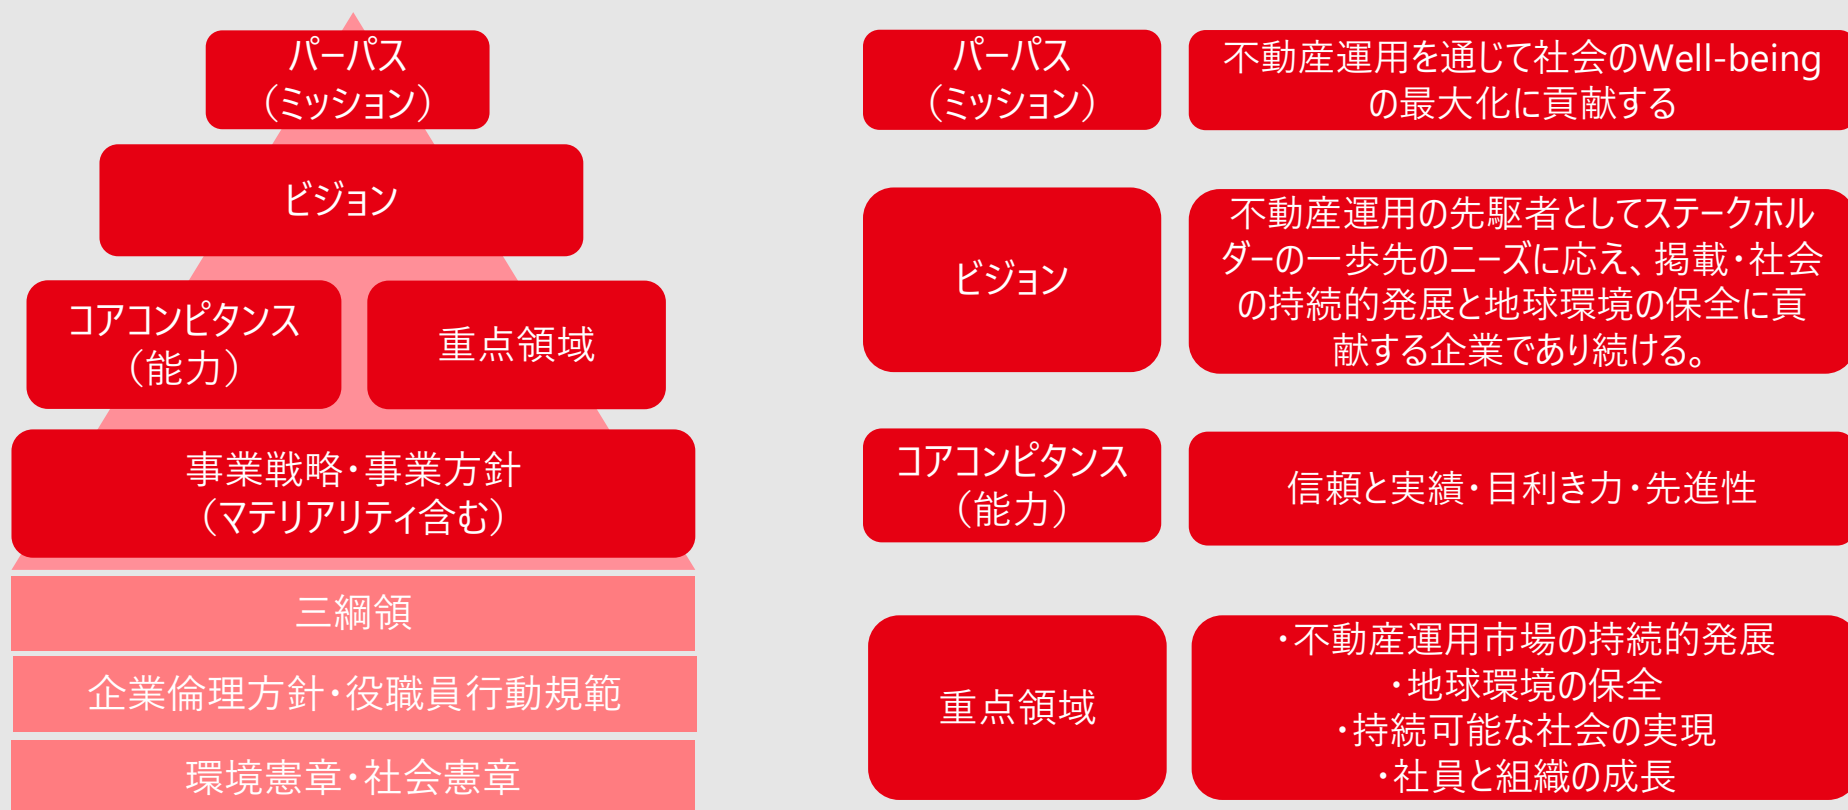 パーパス
（ミッション）
ビジョン
コアコンピタンス
（能力）
重点領域
事業戦略・事業方針
（マテリアリティ含む）
三綱領
企業倫理方針・役職員行動規範
環境憲章・社会憲章
パーパス
（ミッション）
不動産運用を通じて社会のWell-being
の最大化に貢献する
ビジョン
不動産運用の先駆者としてステークホル
ダーの一歩先のニーズに応え、掲載・社会
の持続的発展と地球環境の保全に貢
献する企業であり続ける。
コアコンピタンス
（能力）
信頼と実績・目利き力・先進性
重点領域
・不動産運用市場の持続的発展
・地球環境の保全
・持続可能な社会の実現
・社員と組織の成長